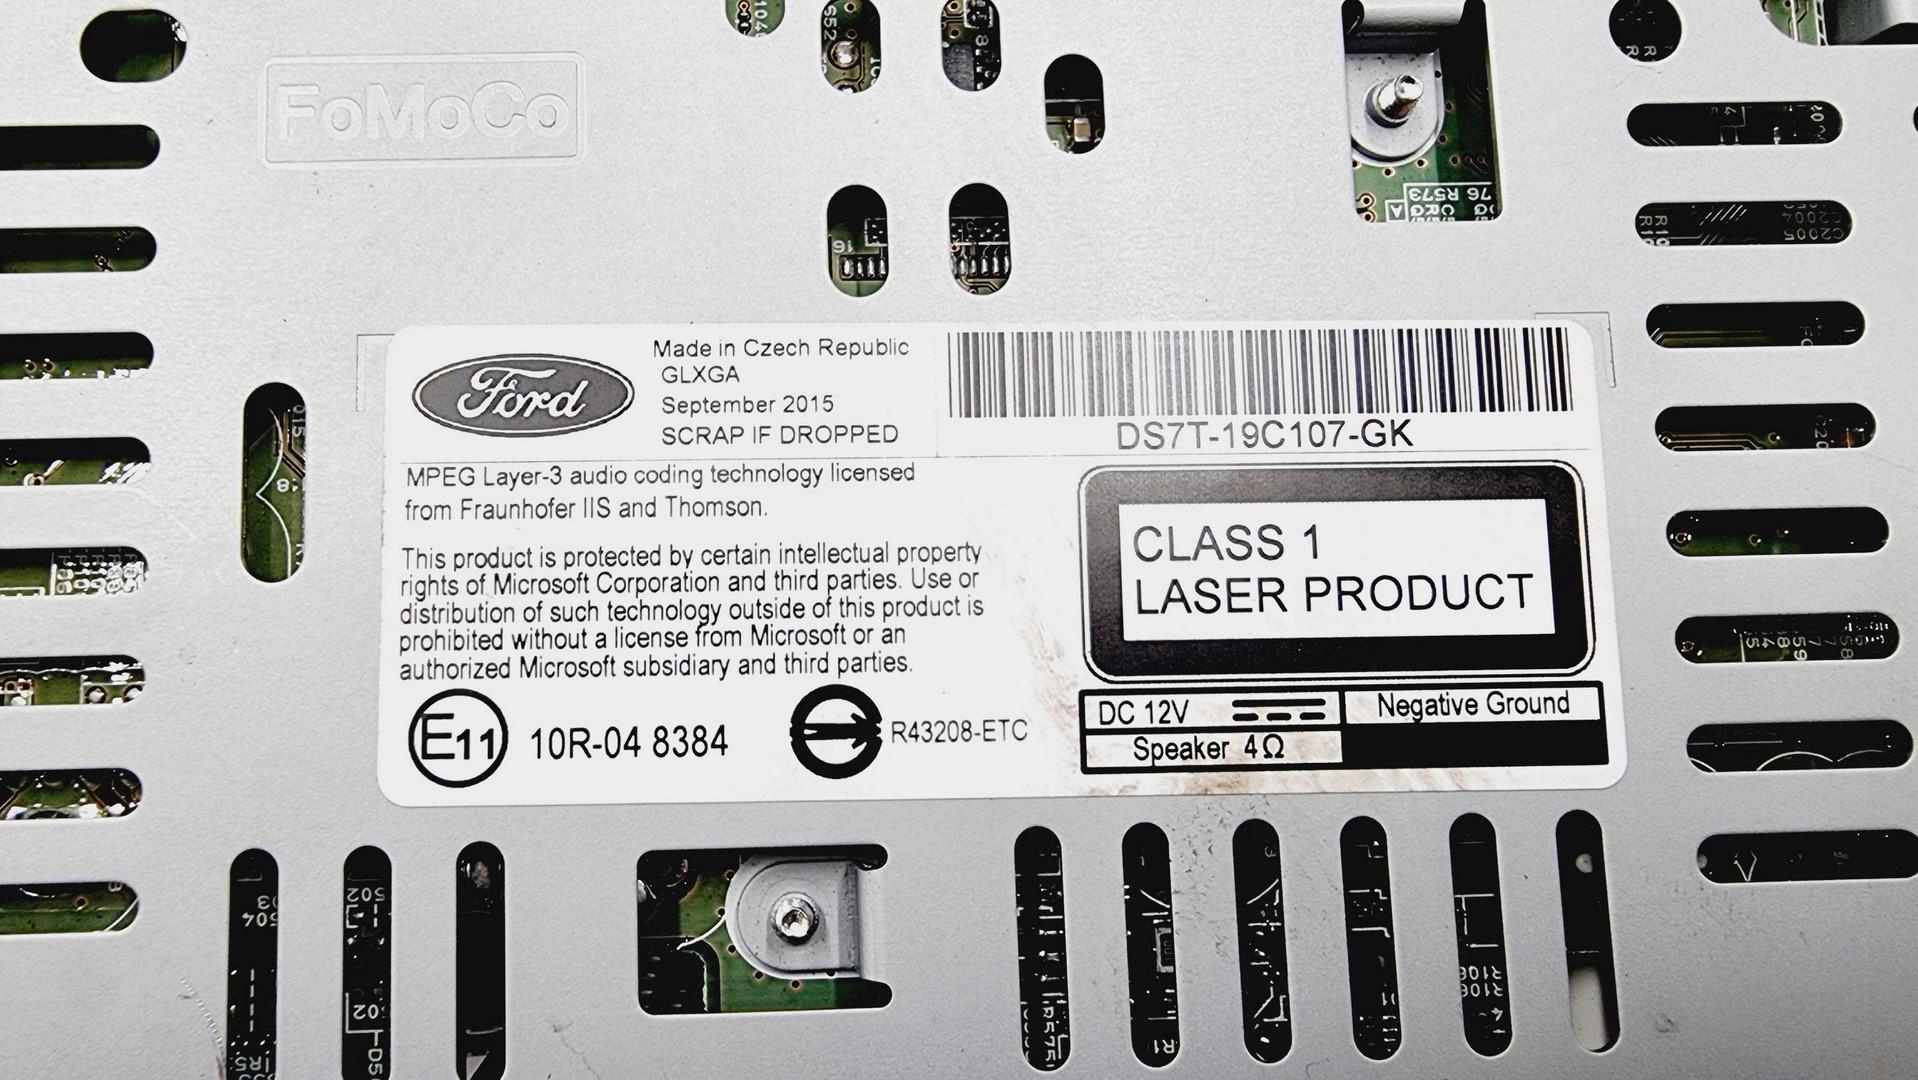 FoMoCo
Ford
Made in Czech Republic
GLXGA
September 2015
SCRAP IF DROPPED
DS7T-19C107-GK
MPEG Layer-3 audio coding technology licensed
from Fraunhofer IIS and Thomson.
This product is protected by certain intellectual property
rights of Microsoft Corporation and third parties. Use or
distribution of such technology outside of this product is
prohibited without a license from Microsoft or an
authorized Microsoft subsidiary and third parties.
CLASS 1
LASER PRODUCT
E11 10R-04 8384
R43208-ETC
DC 12V
Negative Ground
Speaker 4Ω
R573
C2004
C2005